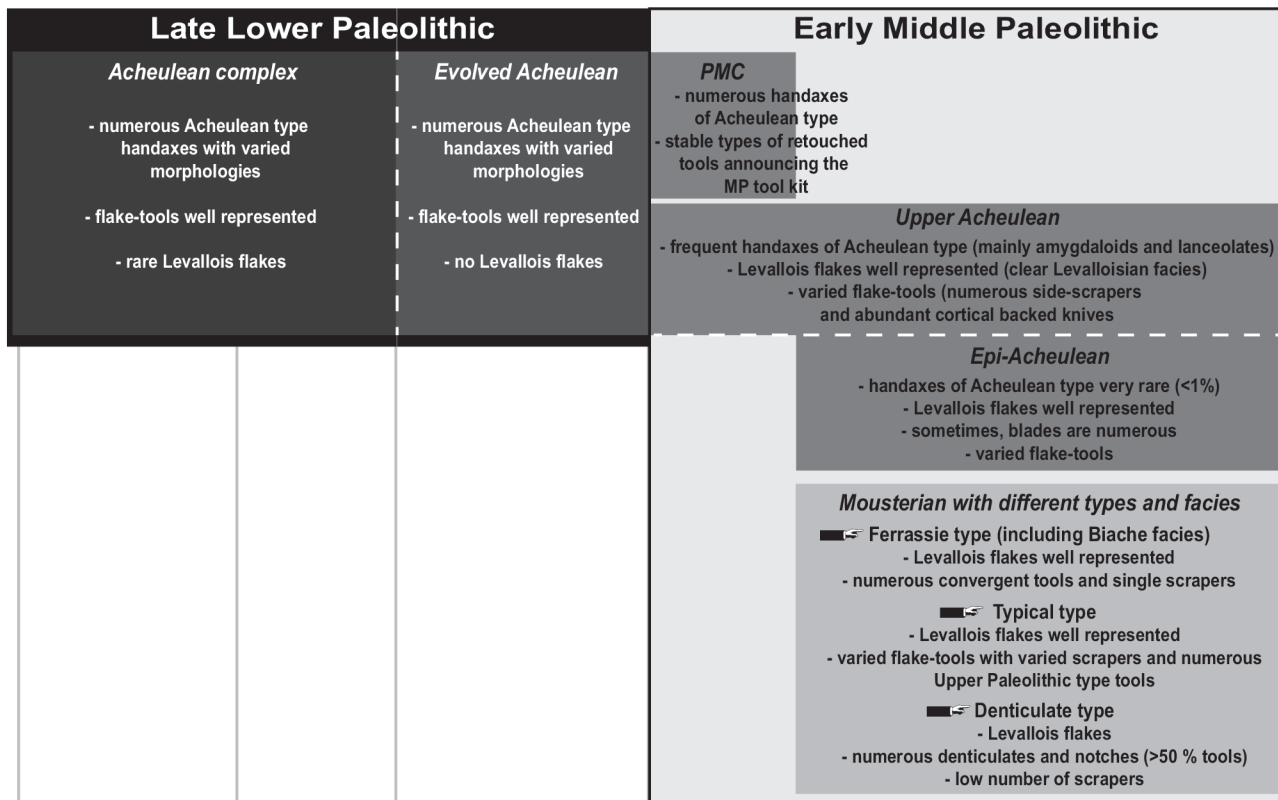 Late Lower Paleolithic
Acheulean complex
- numerous Acheulean type
handaxes with varied
morphologies
- flake-tools well represented
- rare Levallois flakes
Evolved Acheulean
- numerous Acheulean type
handaxes with varied
morphologies
- flake-tools well represented
- no Levallois flakes
Early Middle Paleolithic
PMC
- numerous handaxes
of Acheulean type
- stable types of retouched
tools announcing the
MP tool kit
Upper Acheulean
- frequent handaxes of Acheulean type (mainly amygdaloids and lanceolates)
- Levallois flakes well represented (clear Levalloisian facies)
- varied flake-tools (numerous side-scrapers
and abundant cortical backed knives
Epi-Acheulean
- handaxes of Acheulean type very rare (<1%)
- Levallois flakes well represented
- sometimes, blades are numerous
- varied flake-tools
Mousterian with different types and facies
Ferrassie type (including Biache facies)
- Levallois flakes well represented
- numerous convergent tools and single scrapers
Typical type
- Levallois flakes well represented
- varied flake-tools with varied scrapers and numerous
Upper Paleolithic type tools
Denticulate type
- Levallois flakes
- numerous denticulates and notches (>50 % tools)
- low number of scrapers